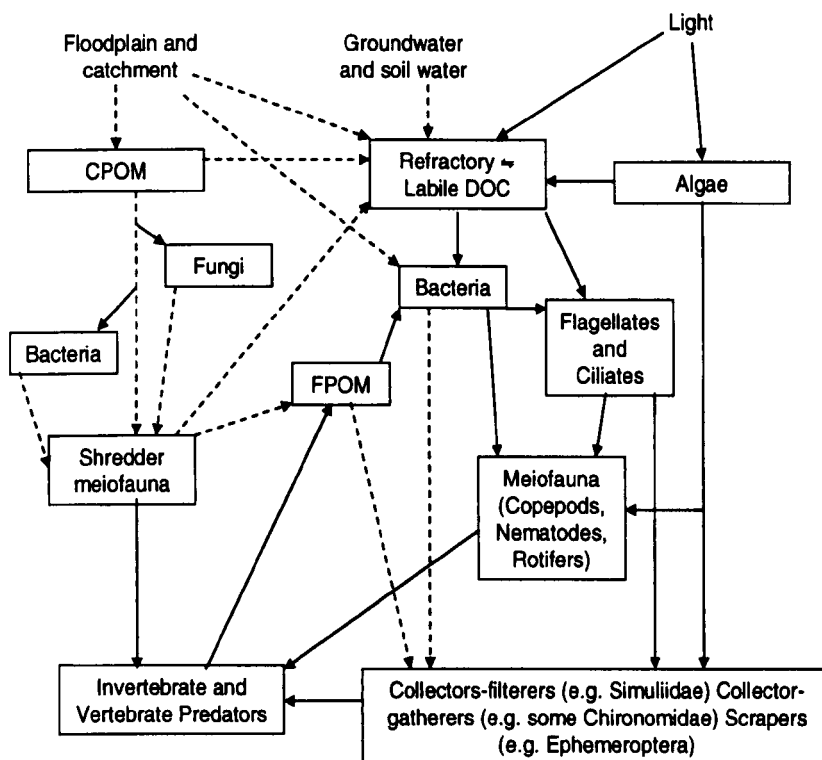 Floodplain and
catchment
Groundwater
and soil water
Light
CPOM
Refractory ⇋
Labile DOC
Algae
Fungi
Bacteria
Bacteria
Flagellates
and
Ciliates
FPOM
Shredder
meiofauna
Meiofauna
(Copepods,
Nematodes,
Rotifers)
Invertebrate and
Vertebrate Predators
Collectors-filterers (e.g. Simuliidae) Collector-
gatherers (e.g. some Chironomidae) Scrapers
(e.g. Ephemeroptera)